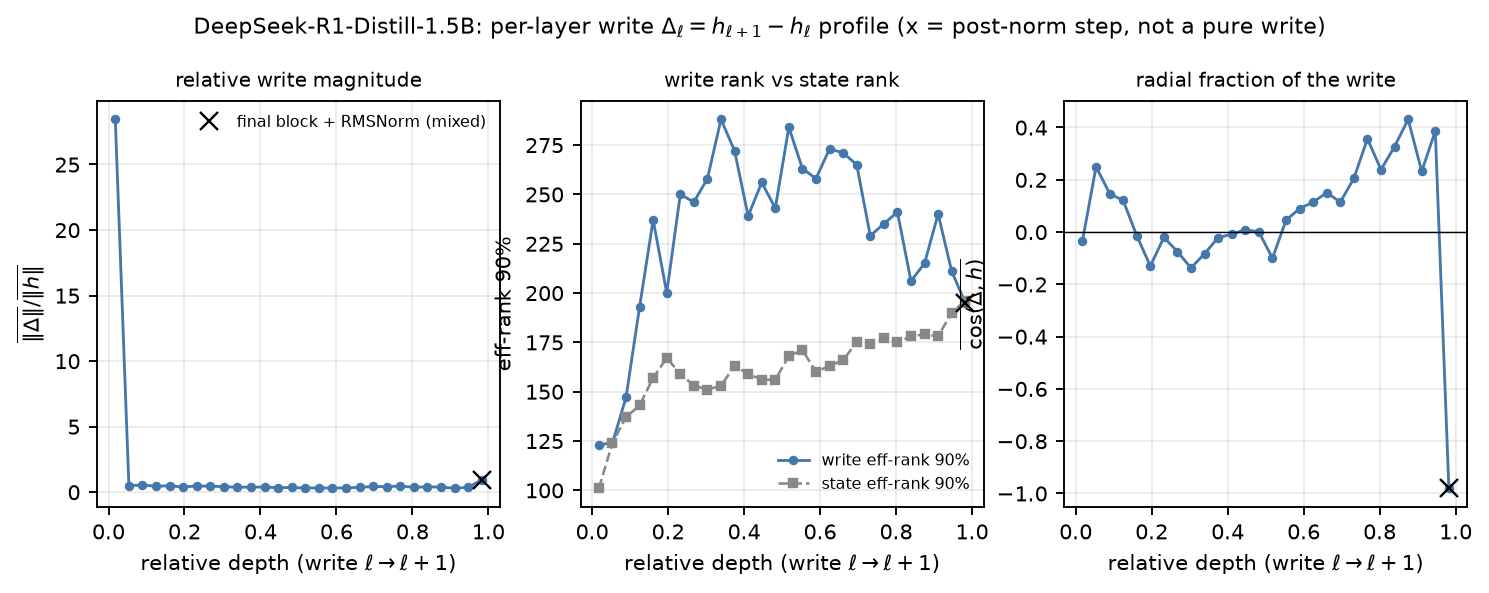 DeepSeek-R1-Distill-1.5B: per-layer write Δℓ = hℓ+1 − hℓ profile (x = post-norm step, not a pure write)
relative write magnitude
‖Δ‖/‖h‖
25
20
15
10
5
0
final block + RMSNorm (mixed)
0.0 0.2 0.4 0.6 0.8 1.0
relative depth (write ℓ → ℓ + 1)
write rank vs state rank
eff-rank 90%
275
250
225
200
175
150
125
100
write eff-rank 90%
state eff-rank 90%
0.0 0.2 0.4 0.6 0.8 1.0
relative depth (write ℓ → ℓ + 1)
radial fraction of the write
cos(Δ, h)
0.4
0.2
0.0
−0.2
−0.4
−0.6
−0.8
−1.0
0.0 0.2 0.4 0.6 0.8 1.0
relative depth (write ℓ → ℓ + 1)